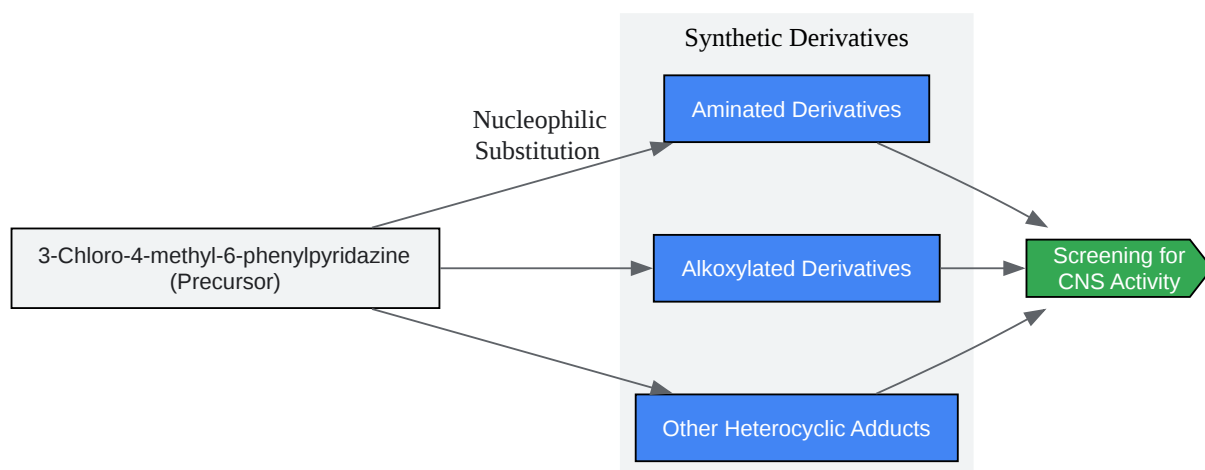 Synthetic Derivatives
Aminated Derivatives
Nucleophilic
Substitution
3-Chloro-4-methyl-6-phenylpyridazine
(Precursor)
Alkoxylated Derivatives
Screening for
CNS Activity
Other Heterocyclic Adducts